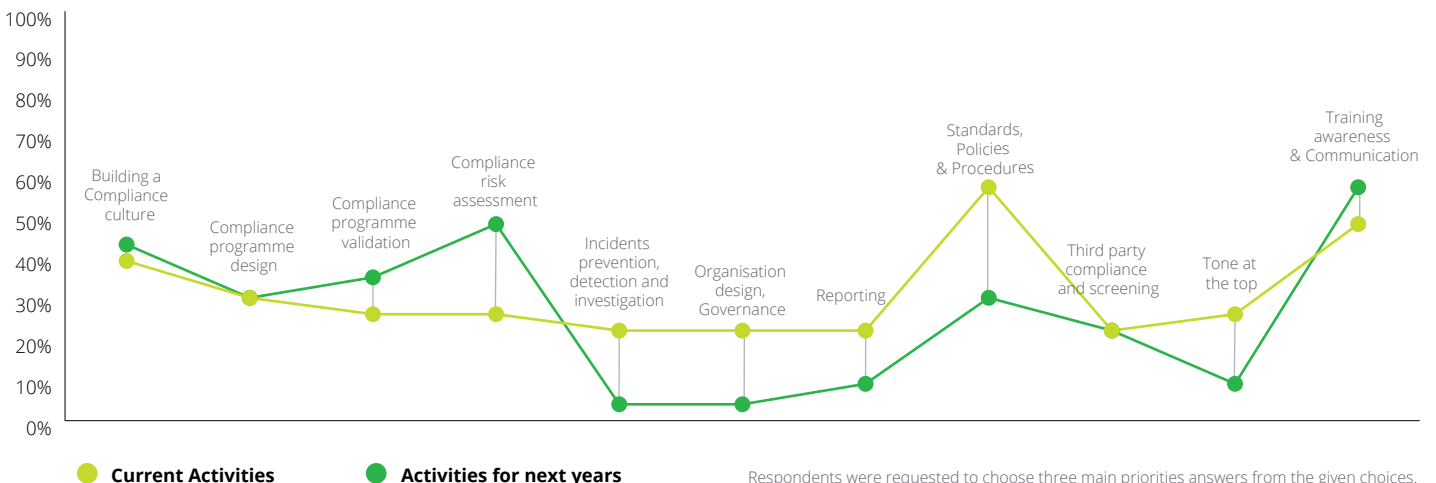 100%
90%
80%
70%
60%
50%
40%
30%
20%
10%
0%
Building a
Compliance
culture
Compliance
programme
design
Compliance
programme
validation
Compliance
risk
assessment
Incidents
prevention,
detection and
investigation
Organisation
design,
Governance
Reporting
Standards,
Policies
& Procedures
Third party
compliance
and screening
Tone at
the top
Training
awareness
& Communication
Current Activities
Activities for next years
Respondents were requested to choose three main priorities answers from the given choices.